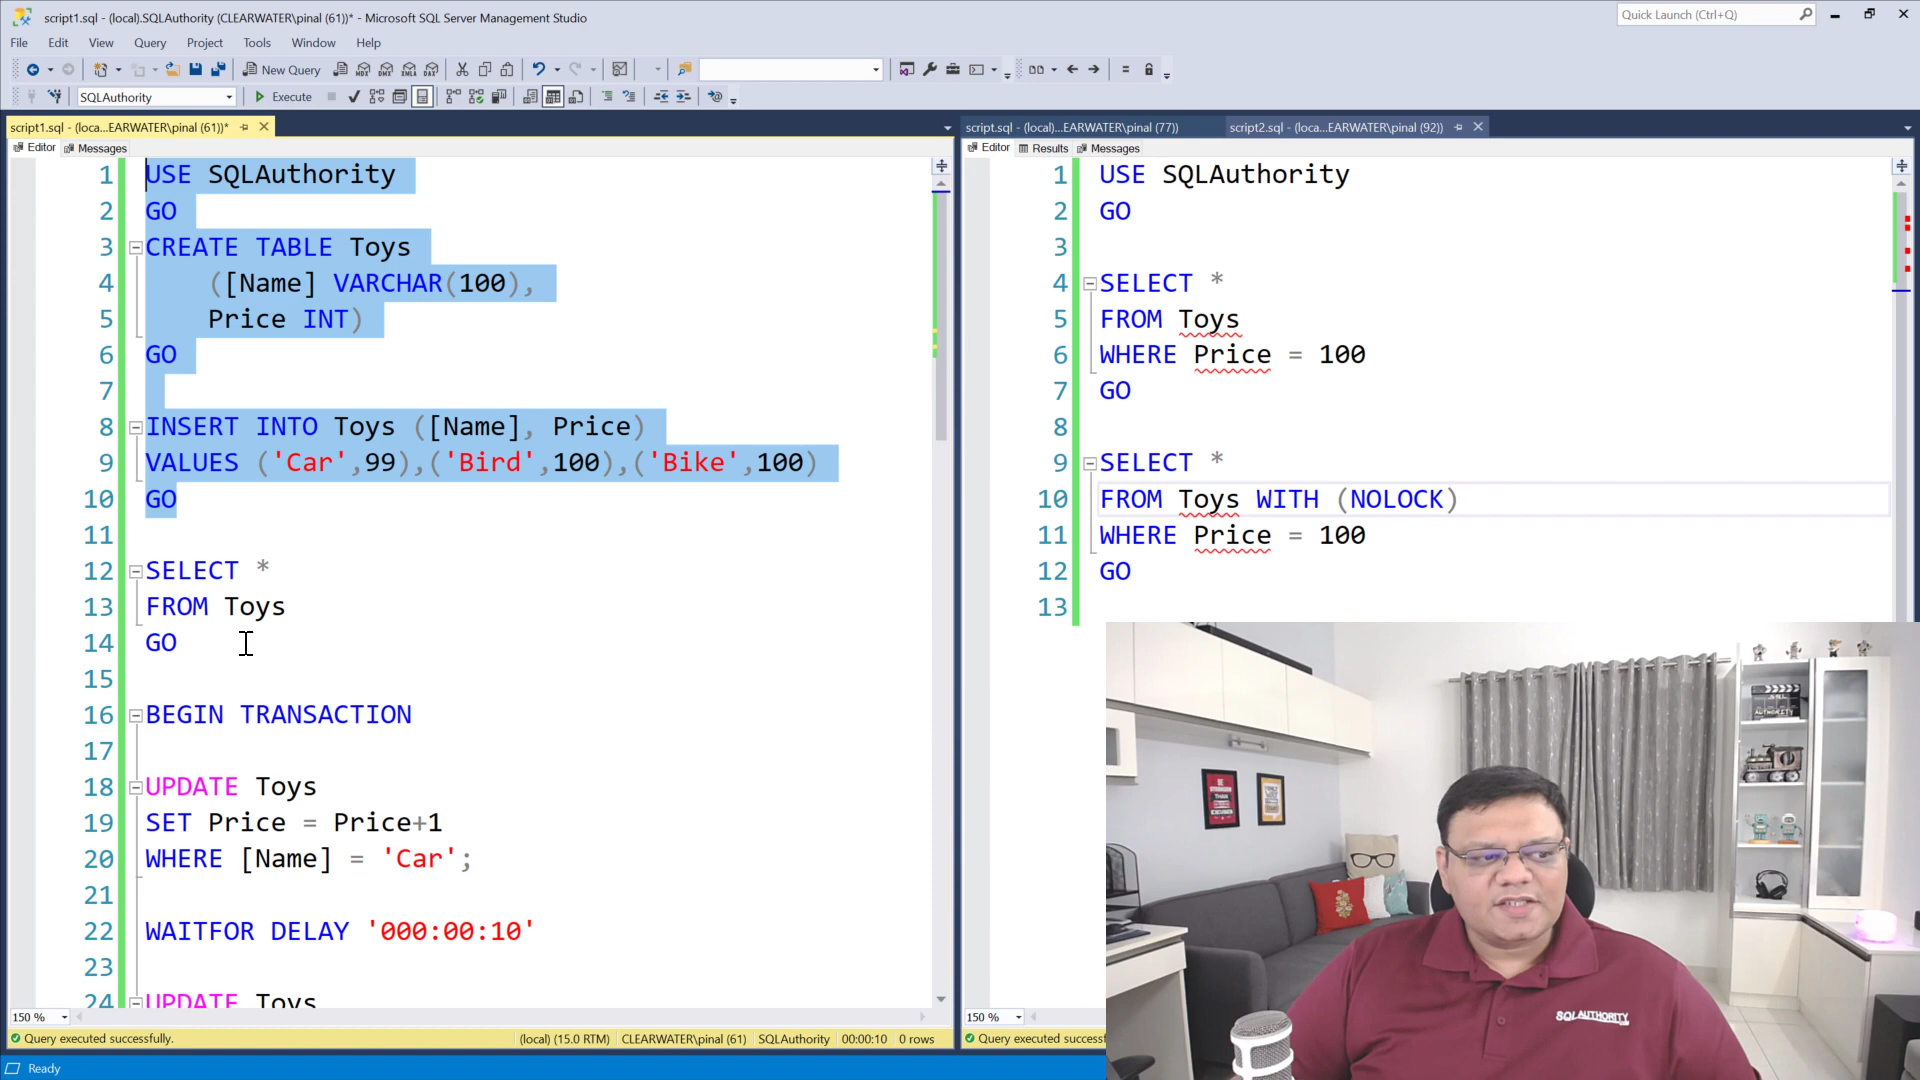 script1.sql - (local).SQLAuthority (CLEARWATER\pinal (61))* - Microsoft SQL Server Management Studio
Quick Launch (Ctrl+Q)
File Edit View Query Project Tools Window Help
New Query
MDX DMX XMLA DAX
SQLAuthority
Execute
script1.sql - (loca...EARWATER\pinal (61))*
Editor Messages
1 USE SQLAuthority
2 GO
3 CREATE TABLE Toys
4 ([Name] VARCHAR(100),
5 Price INT)
6 GO
7
8 INSERT INTO Toys ([Name], Price)
9 VALUES ('Car',99),('Bird',100),('Bike',100)
10 GO
11
12 SELECT *
13 FROM Toys
14 GO
15
16 BEGIN TRANSACTION
17
18 UPDATE Toys
19 SET Price = Price+1
20 WHERE [Name] = 'Car';
21
22 WAITFOR DELAY '000:00:10'
23
24 UPDATE Toys
150 %
Query executed successfully.
(local) (15.0 RTM) CLEARWATER\pinal (61) SQLAuthority 00:00:10 0 rows
script.sql - (local)...EARWATER\pinal (77)) script2.sql - (loca...EARWATER\pinal (92))
Editor Results Messages
1 USE SQLAuthority
2 GO
3
4 SELECT *
5 FROM Toys
6 WHERE Price = 100
7 GO
8
9 SELECT *
10 FROM Toys WITH (NOLOCK)
11 WHERE Price = 100
12 GO
13
150 %
Query executed successf
SQLAUTHORITY
Ready